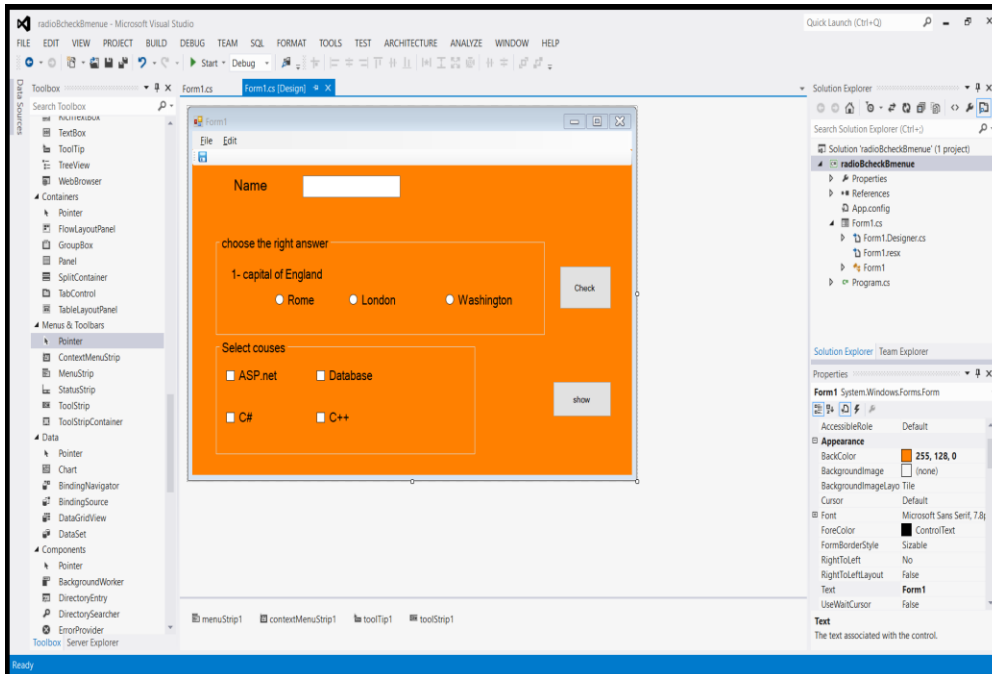 radioBcheckBmenue - Microsoft Visual Studio
Quick Launch (Ctrl+Q)
FILE EDIT VIEW PROJECT BUILD DEBUG TEAM SQL FORMAT TOOLS TEST ARCHITECTURE ANALYZE WINDOW HELP
Start Debug
Data Sources
Toolbox
Search Toolbox
RichTextBox
TextBox
ToolTip
TreeView
WebBrowser
Containers
Pointer
FlowLayoutPanel
GroupBox
Panel
SplitContainer
TabControl
TableLayoutPanel
Menus & Toolbars
Pointer
ContextMenuStrip
MenuStrip
StatusStrip
ToolStrip
ToolStripContainer
Data
Pointer
Chart
BindingNavigator
BindingSource
DataGridView
DataSet
Components
Pointer
BackgroundWorker
DirectoryEntry
DirectorySearcher
ErrorProvider
Toolbox Server Explorer
Form1.cs Form1.cs [Design]
Form1
File Edit
Name
choose the right answer
1- capital of England
Rome London Washington
Check
Select couses
ASP.net Database
C# C++
show
menuStrip1 contextMenuStrip1 toolTip1 toolStrip1
Solution Explorer
Search Solution Explorer (Ctrl+;)
Solution 'radioBcheckBmenue' (1 project)
radioBcheckBmenue
Properties
References
App.config
Form1.cs
Form1.Designer.cs
Form1.resx
Form1
Program.cs
Solution Explorer Team Explorer
Properties
Form1 System.Windows.Forms.Form
AccessibleRole Default
Appearance
BackColor 255, 128, 0
BackgroundImage (none)
BackgroundImageLayo Tile
Cursor Default
Font Microsoft Sans Serif, 7.8p
ForeColor ControlText
FormBorderStyle Sizable
RightToLeft No
RightToLeftLayout False
Text Form1
UseWaitCursor False
Text
The text associated with the control.
Ready